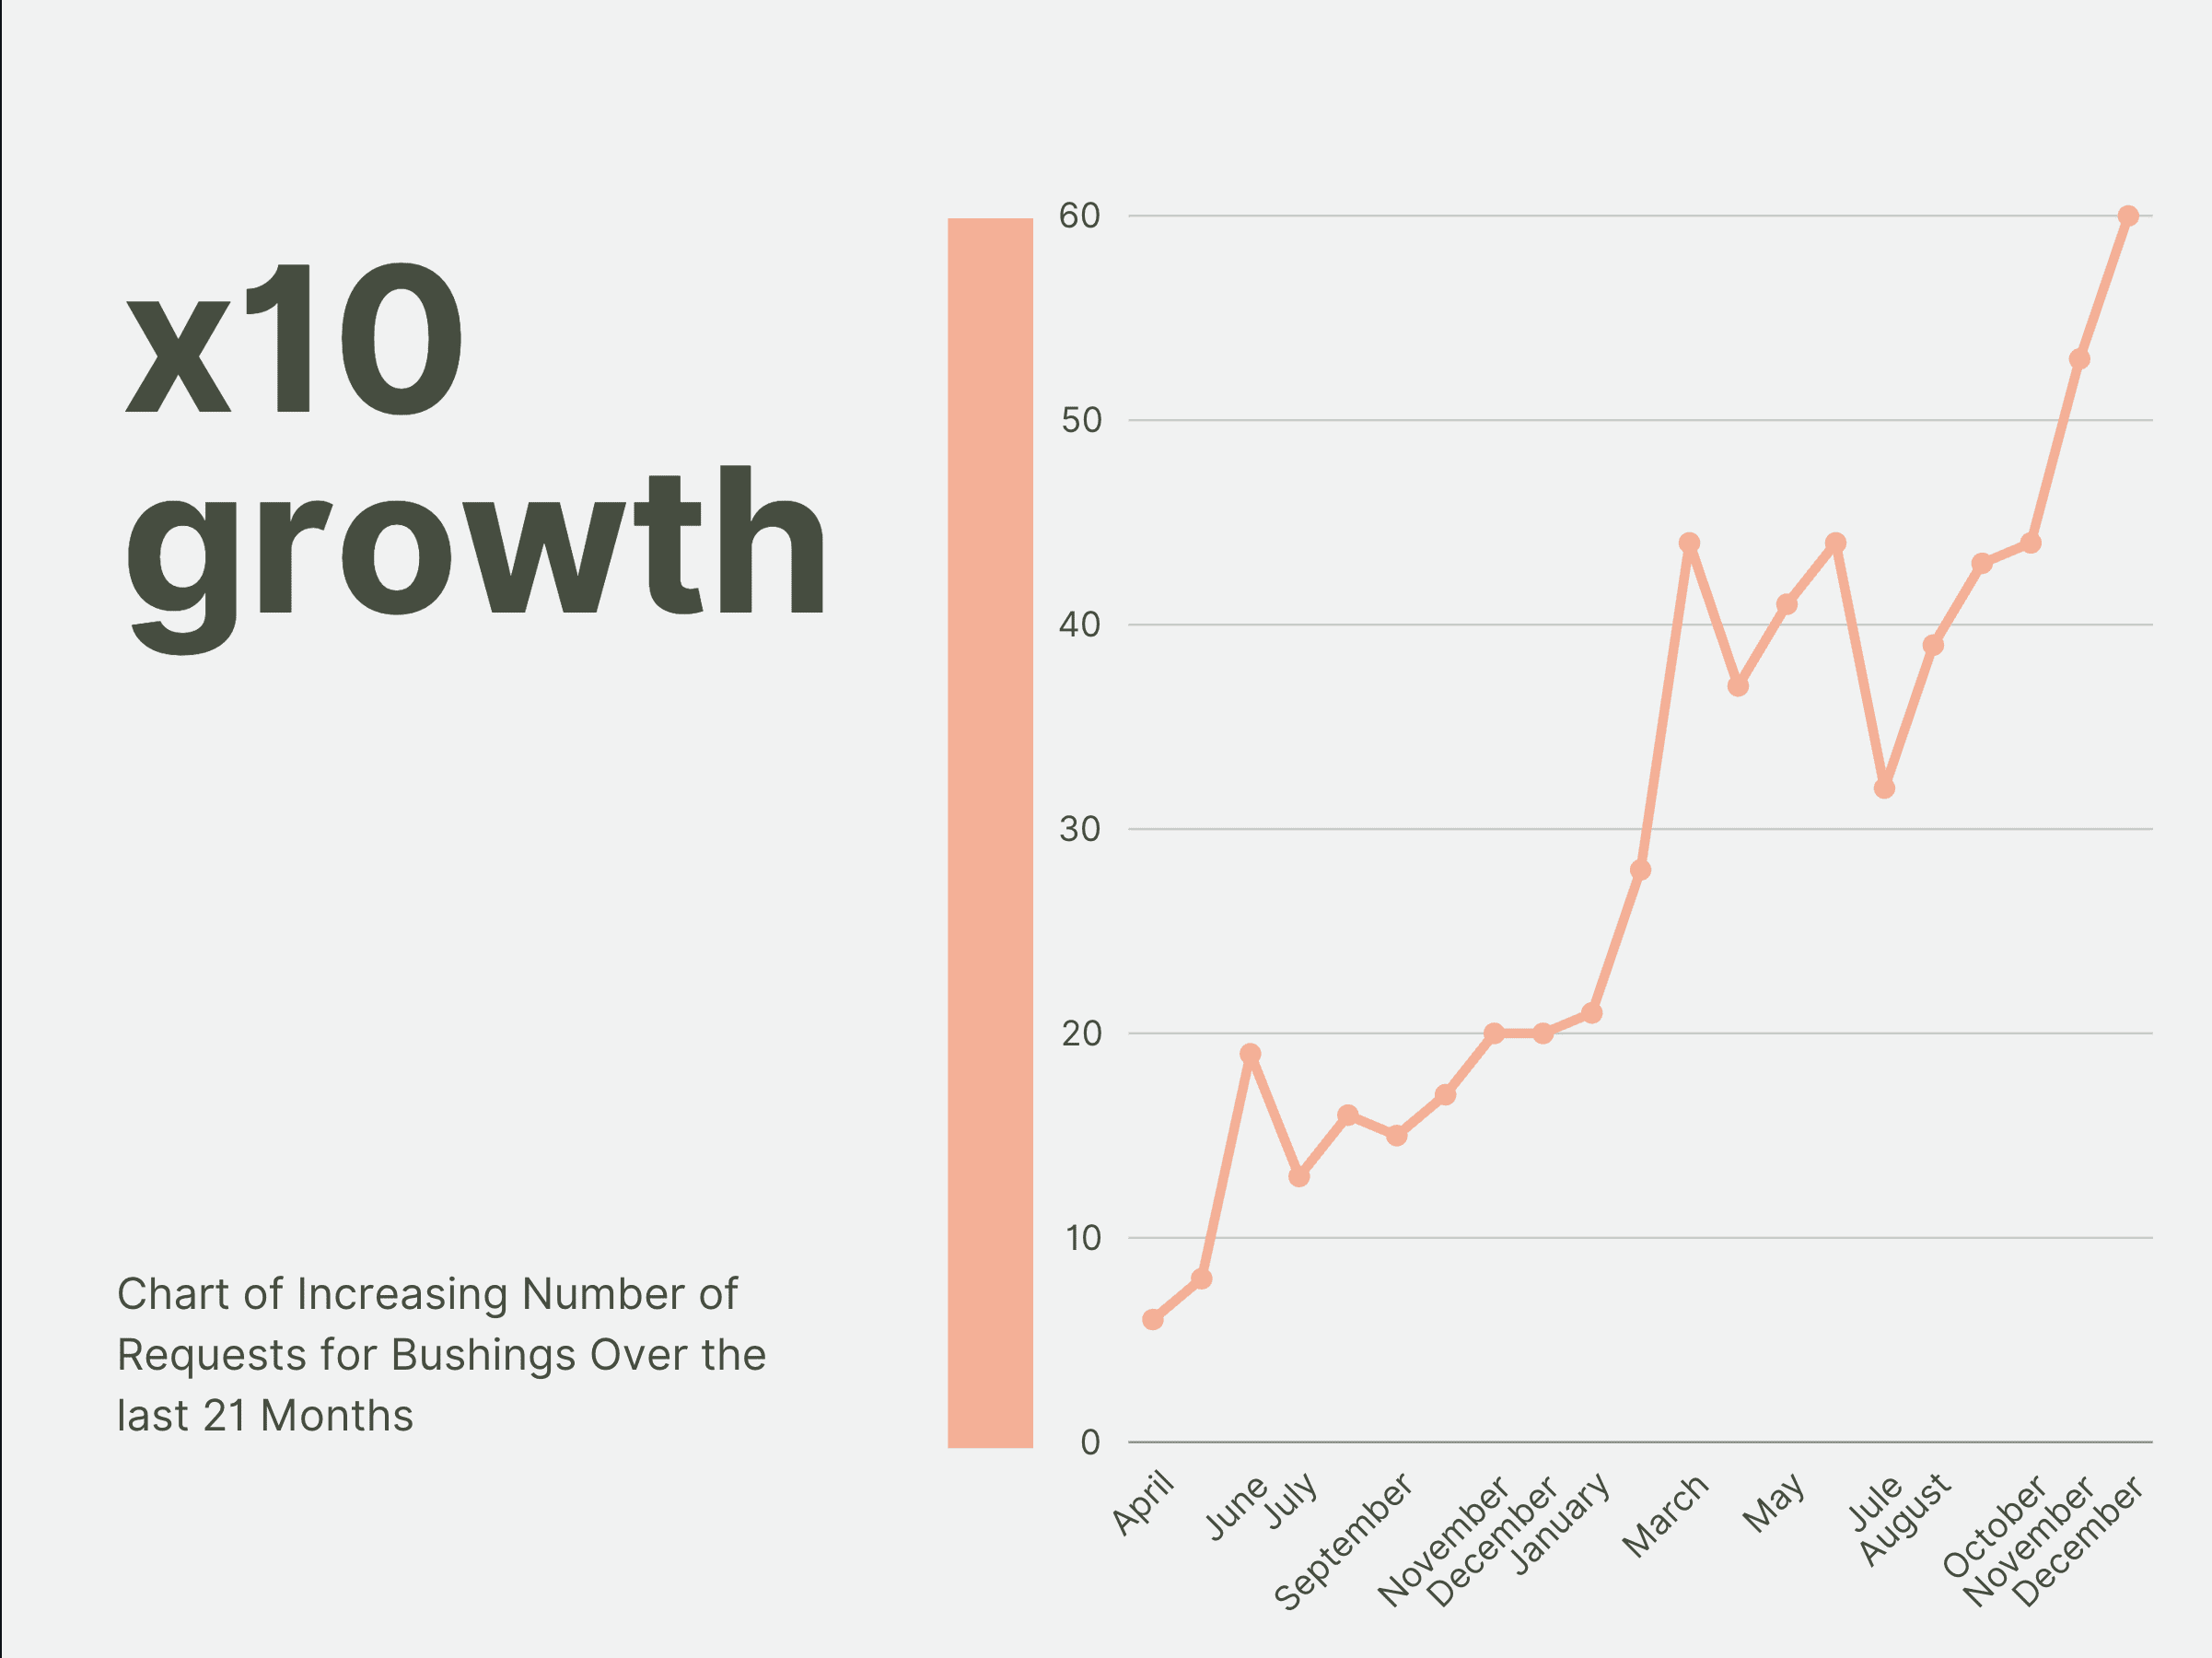 x10
growth
Chart of Increasing Number of
Requests for Bushings Over the
last 21 Months
60
50
40
30
20
10
0
April
June
July
September
November
December
January
March
May
Jule
August
October
November
December